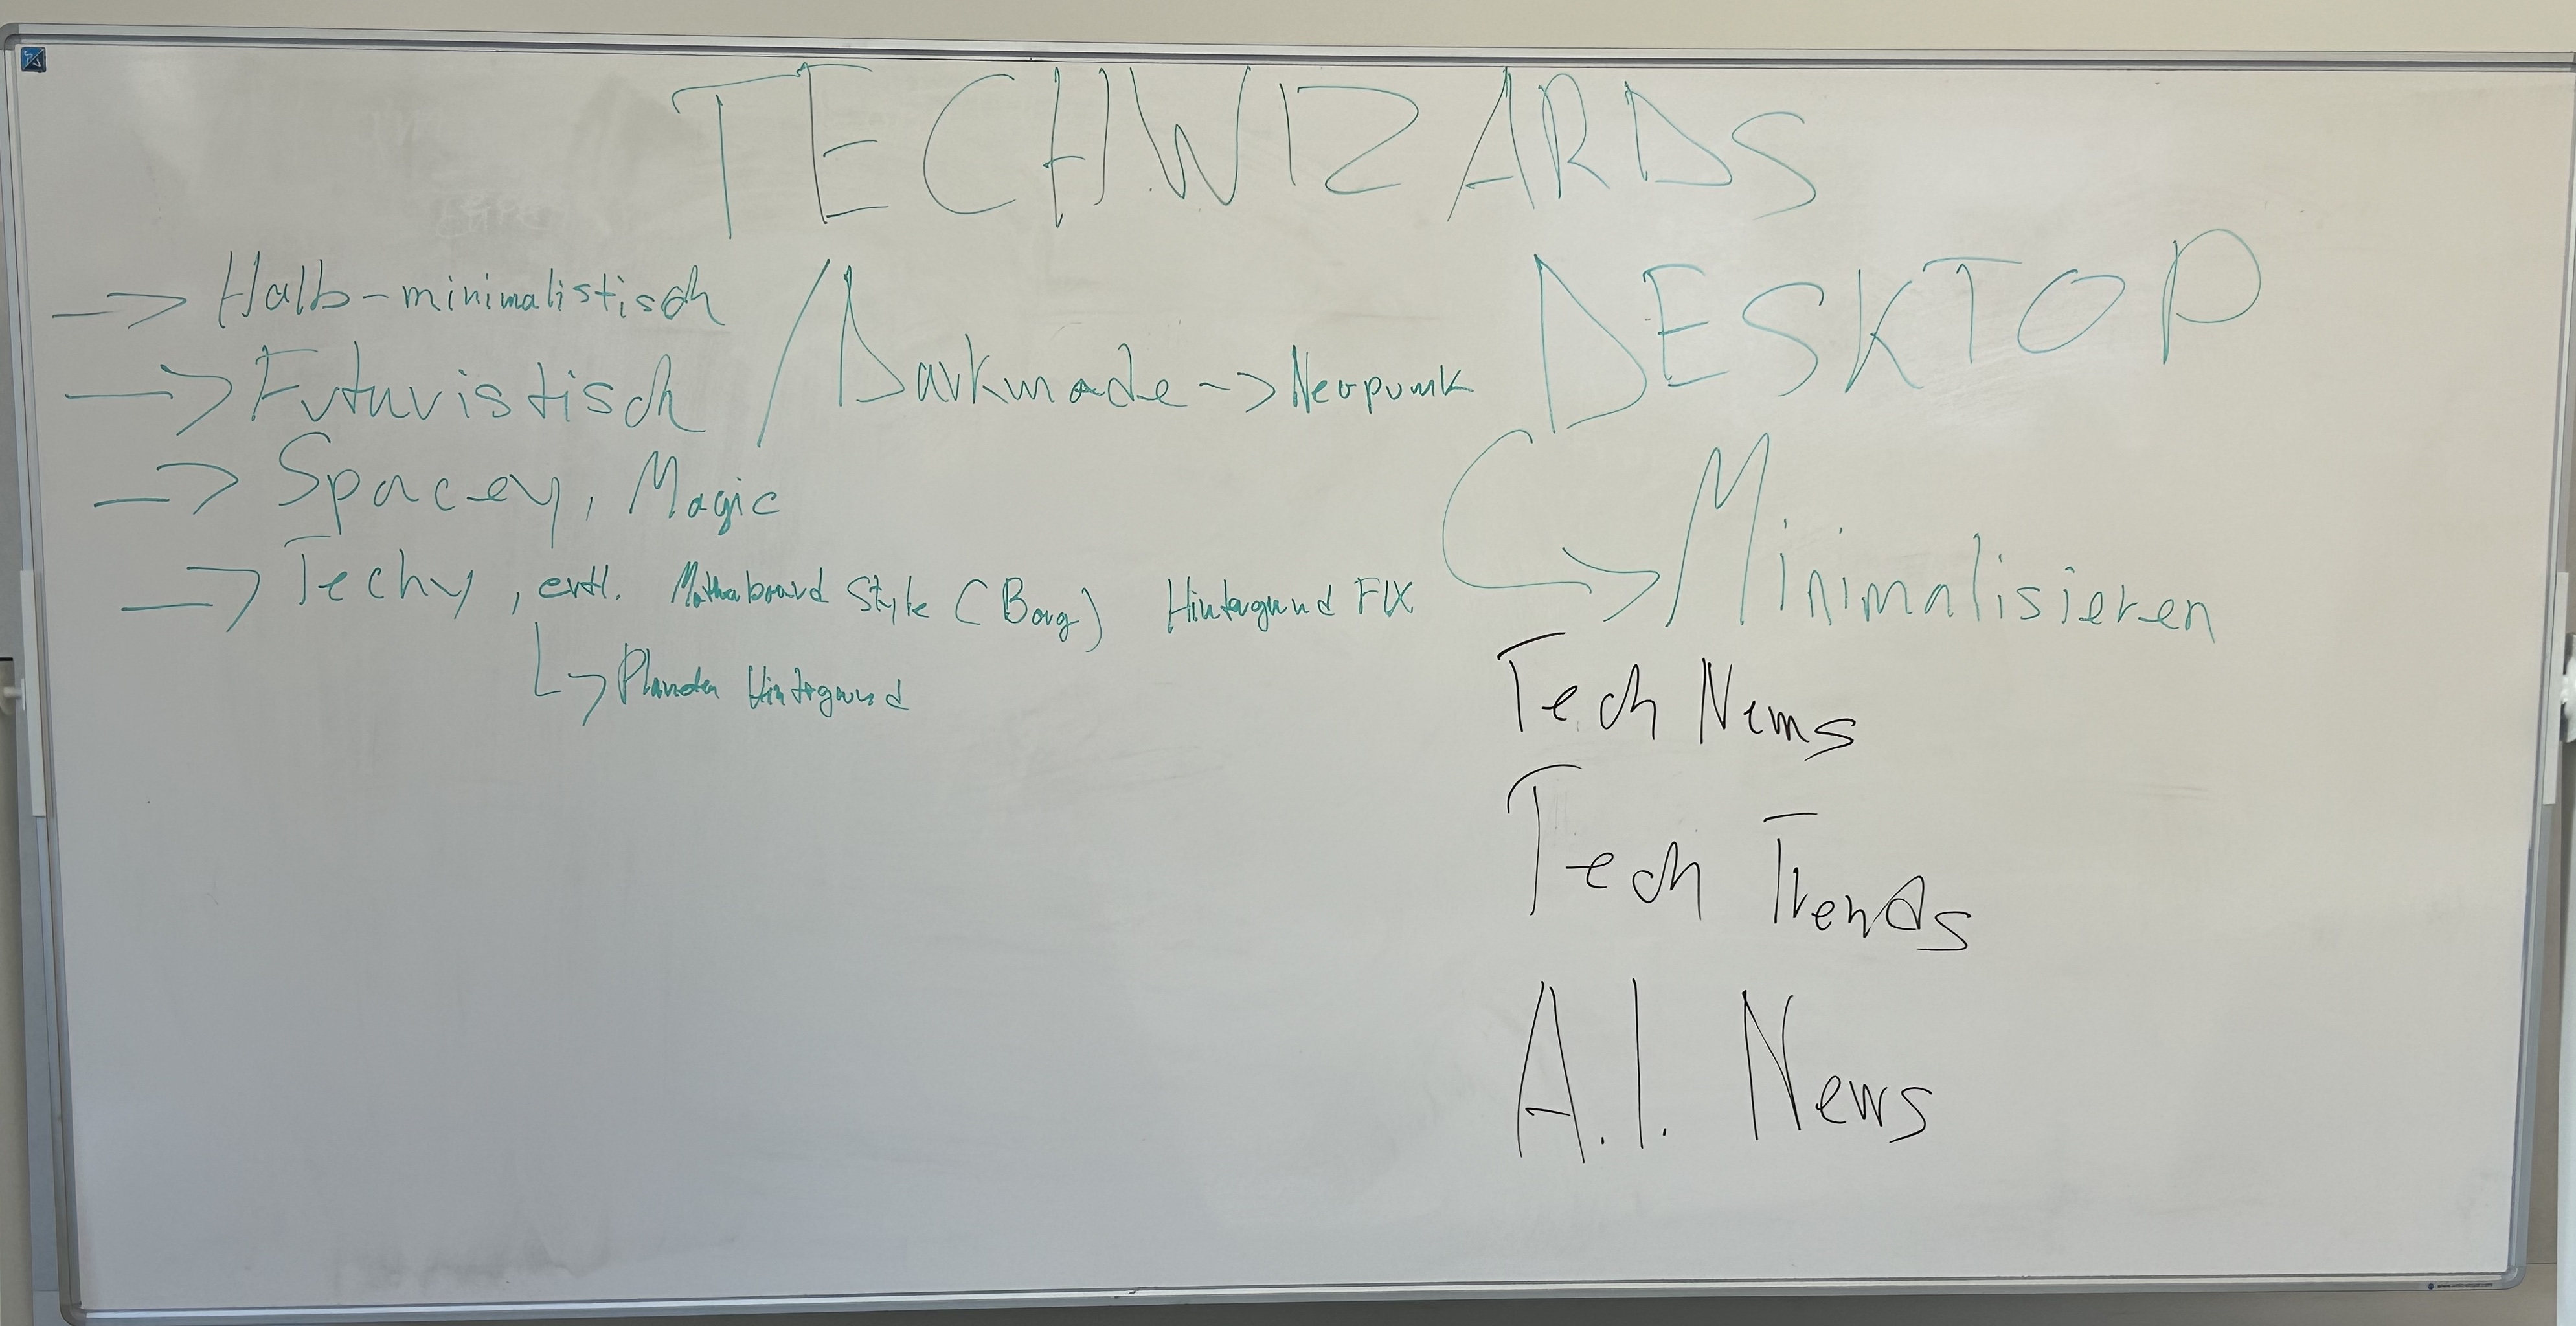 TECHWIZARDS
→ Halb-minimalistisch
→ Futuristisch / Darkmode -> Neopunk
→ Spacey, Magic
→ Techy, evtl. Motherboard Style (Borg) Hintergrund FIX
↳ Planeten Hintergrund
DESKTOP
↳ Minimalisieren
Tech News
Tech Trends
A.I. News